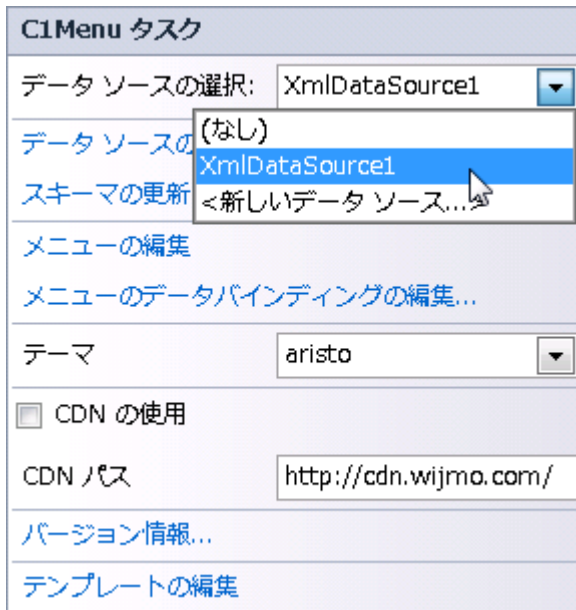 C1Menu タスク
データ ソースの選択: XmlDataSource1
(なし)
データ ソースの
XmlDataSource1
スキーマの更新
<新しいデータ ソース...>
メニューの編集
メニューのデータバインディングの編集...
テーマ aristo
CDN の使用
CDN パス http://cdn.wijmo.com/
バージョン情報...
テンプレートの編集